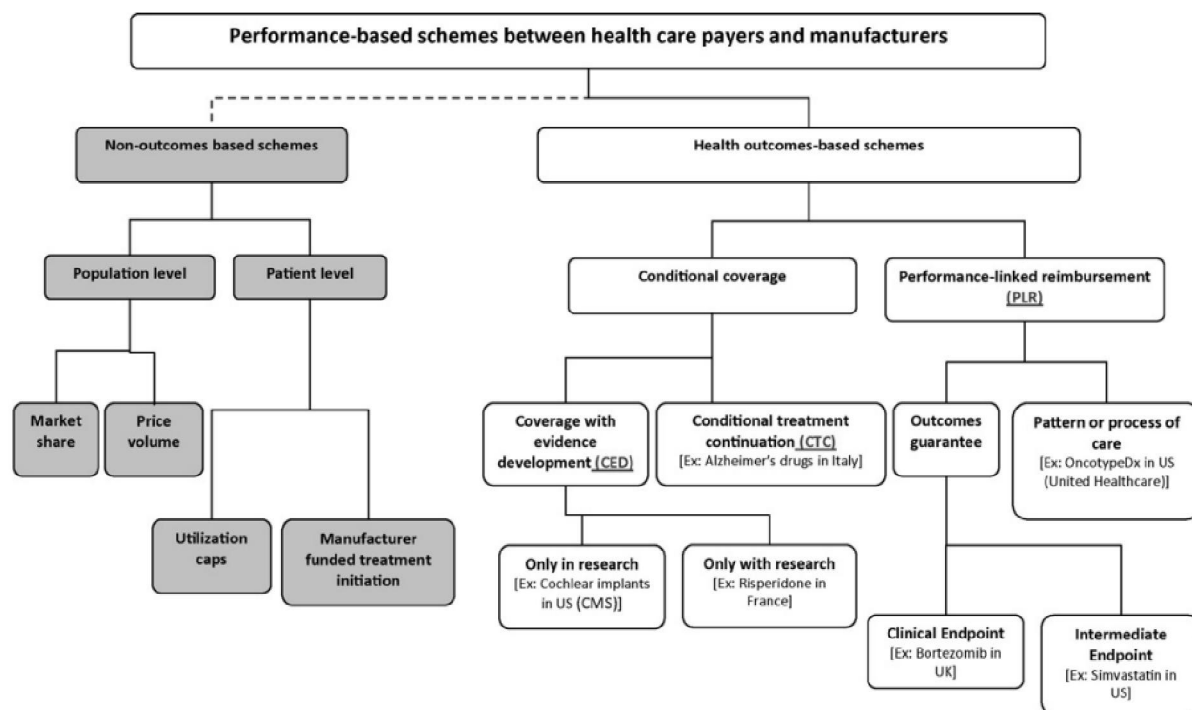 Performance-based schemes between health care payers and manufacturers
Non-outcomes based schemes
Health outcomes-based schemes
Population level
Patient level
Conditional coverage
Performance-linked reimbursement
(PLR)
Market
share
Price
volume
Coverage with
evidence
development (CED)
Conditional treatment
continuation (CTC)
[Ex: Alzheimer's drugs in Italy]
Outcomes
guarantee
Pattern or process of
care
[Ex: OncotypeDx in US
(United Healthcare)]
Utilization
caps
Manufacturer
funded treatment
initiation
Only in research
[Ex: Cochlear implants
in US (CMS)]
Only with research
[Ex: Risperidone in
France]
Clinical Endpoint
[Ex: Bortezomib in
UK]
Intermediate
Endpoint
[Ex: Simvastatin in
US]